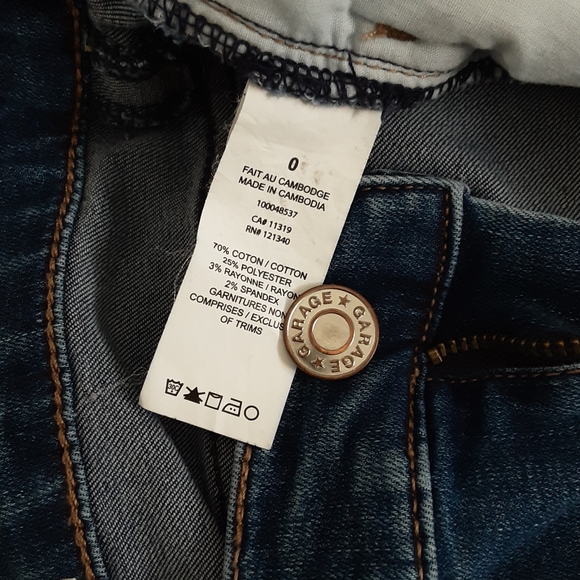 0
FAIT AU CAMBODGE
MADE IN CAMBODIA
100048537
CA# 11319
RN# 121340
70% COTON / COTTON
25% POLYESTER
3% RAYONNE / RAYON
2% SPANDEX
GARNITURES NON
COMPRISES / EXCLUS
OF TRIMS
30C
GARAGE ★ GARAGE ★